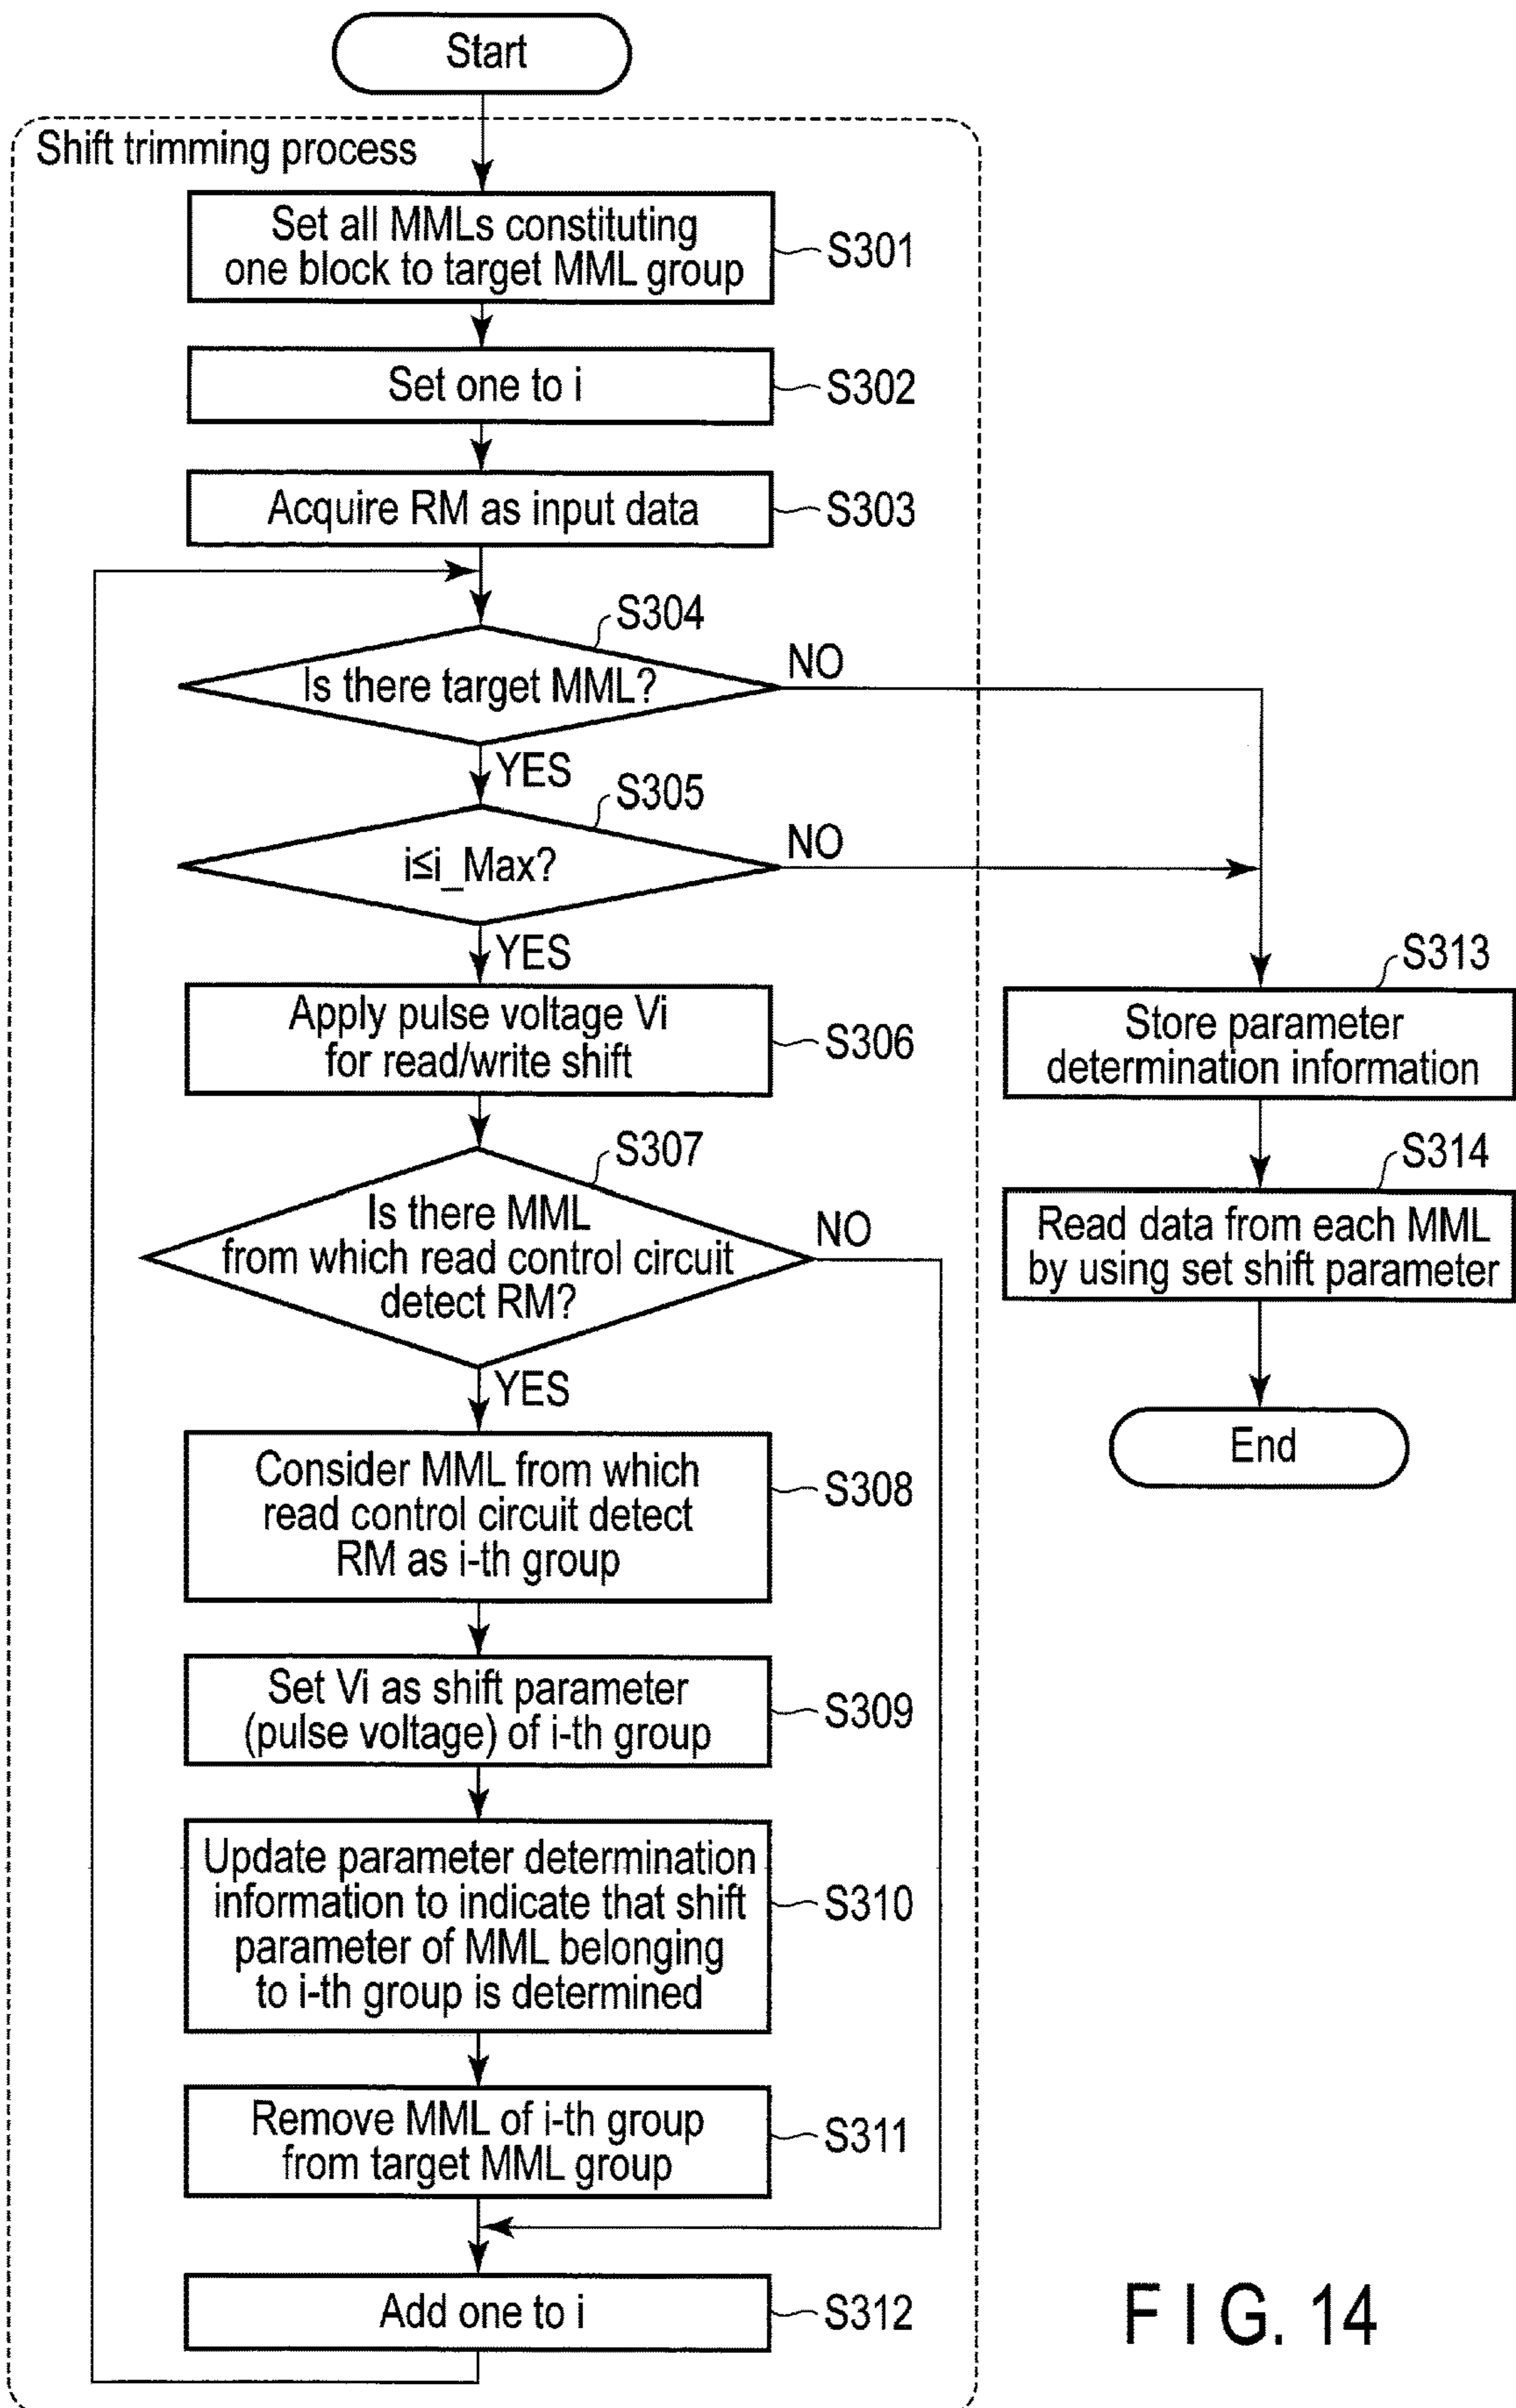 Start
Shift trimming process
Set all MMLs constituting
one block to target MML group
S301
Set one to i
S302
Acquire RM as input data
S303
S304
Is there target MML?
NO
YES
S305
i≤i_Max?
NO
YES
Apply pulse voltage Vi
for read/write shift
S306
S307
Is there MML
from which read control circuit
detect RM?
NO
YES
Consider MML from which
read control circuit detect
RM as i-th group
S308
Set Vi as shift parameter
(pulse voltage) of i-th group
S309
Update parameter determination
information to indicate that shift
parameter of MML belonging
to i-th group is determined
S310
Remove MML of i-th group
from target MML group
S311
Add one to i
S312
S313
Store parameter
determination information
S314
Read data from each MML
by using set shift parameter
End
F I G. 14